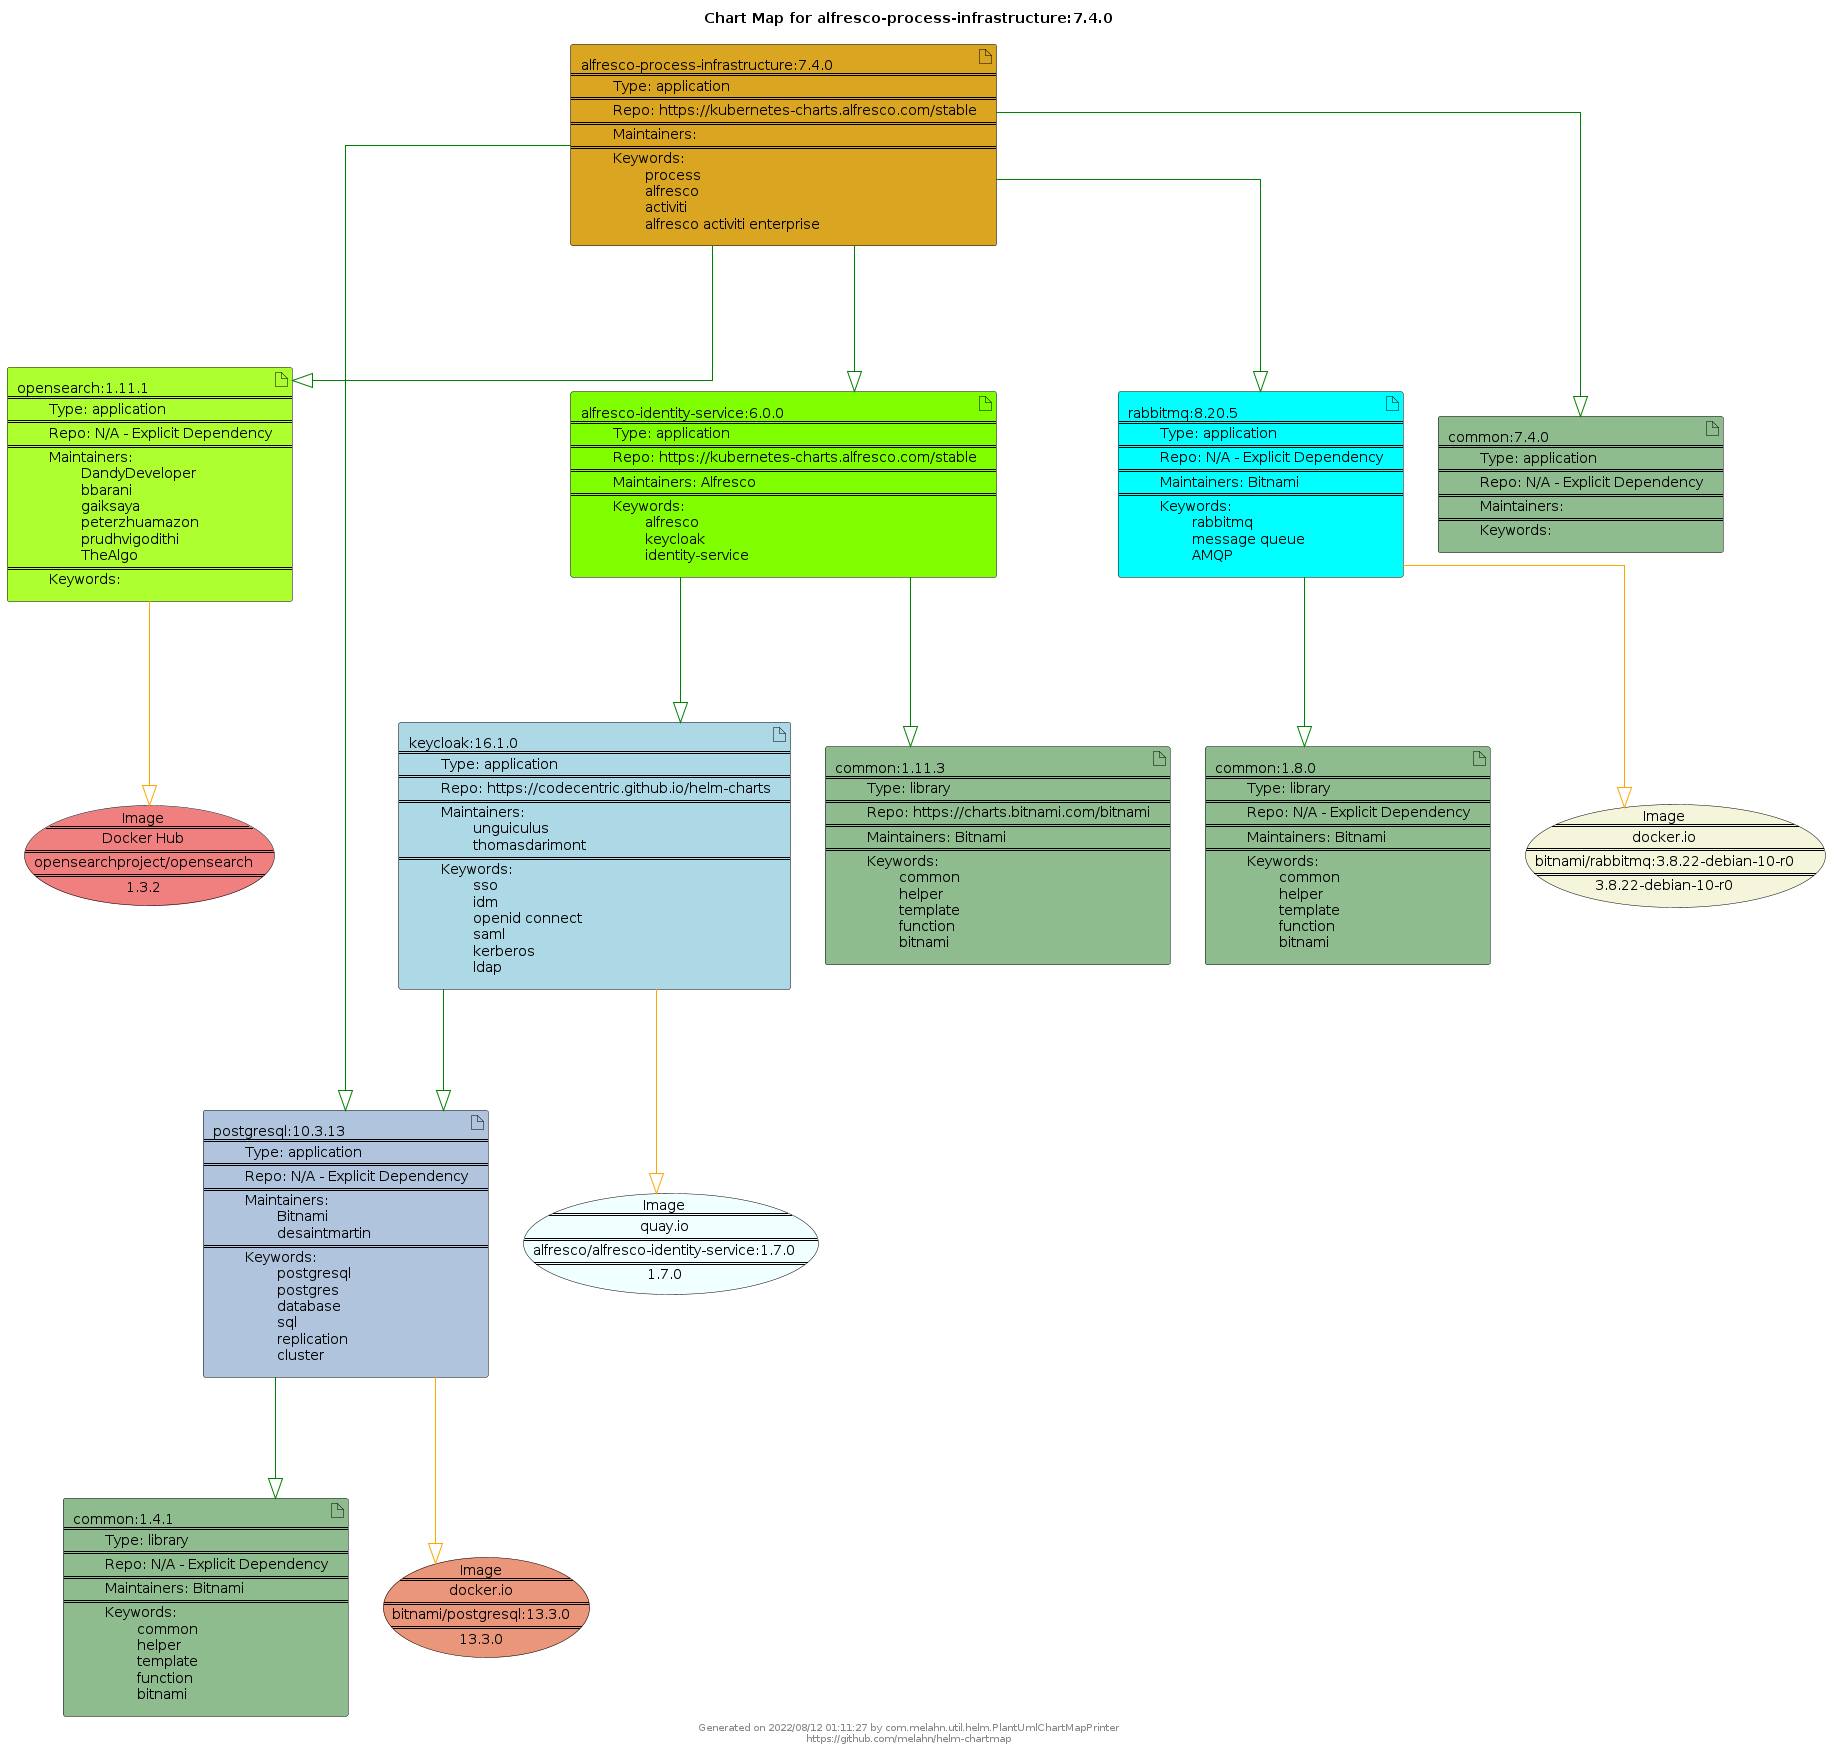 Chart Map for alfresco-process-infrastructure:7.4.0
alfresco-process-infrastructure:7.4.0
Type: application
Repo: https://kubernetes-charts.alfresco.com/stable
Maintainers:
Keywords:
process
alfresco
activiti
alfresco activiti enterprise
opensearch:1.11.1
Type: application
Repo: N/A - Explicit Dependency
Maintainers:
DandyDeveloper
bbarani
gaiksaya
peterzhuamazon
prudhvigodithi
TheAlgo
Keywords:
alfresco-identity-service:6.0.0
Type: application
Repo: https://kubernetes-charts.alfresco.com/stable
Maintainers: Alfresco
Keywords:
alfresco
keycloak
identity-service
rabbitmq:8.20.5
Type: application
Repo: N/A - Explicit Dependency
Maintainers: Bitnami
Keywords:
rabbitmq
message queue
AMQP
common:7.4.0
Type: application
Repo: N/A - Explicit Dependency
Maintainers:
Keywords:
Image
Docker Hub
opensearchproject/opensearch
1.3.2
keycloak:16.1.0
Type: application
Repo: https://codecentric.github.io/helm-charts
Maintainers:
unguiculus
thomasdarimont
Keywords:
sso
idm
openid connect
saml
kerberos
ldap
common:1.11.3
Type: library
Repo: https://charts.bitnami.com/bitnami
Maintainers: Bitnami
Keywords:
common
helper
template
function
bitnami
common:1.8.0
Type: library
Repo: N/A - Explicit Dependency
Maintainers: Bitnami
Keywords:
common
helper
template
function
bitnami
Image
docker.io
bitnami/rabbitmq:3.8.22-debian-10-r0
3.8.22-debian-10-r0
postgresql:10.3.13
Type: application
Repo: N/A - Explicit Dependency
Maintainers:
Bitnami
desaintmartin
Keywords:
postgresql
postgres
database
sql
replication
cluster
Image
quay.io
alfresco/alfresco-identity-service:1.7.0
1.7.0
common:1.4.1
Type: library
Repo: N/A - Explicit Dependency
Maintainers: Bitnami
Keywords:
common
helper
template
function
bitnami
Image
docker.io
bitnami/postgresql:13.3.0
13.3.0
Generated on 2022/08/12 01:11:27 by com.melahn.util.helm.PlantUmlChartMapPrinter
https://github.com/melahn/helm-chartmap